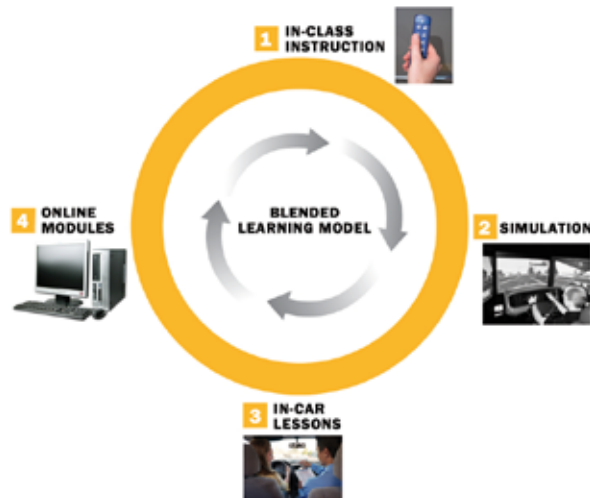 1 IN-CLASS
INSTRUCTION
2 SIMULATION
3 IN-CAR
LESSONS
4 ONLINE
MODULES
BLENDED
LEARNING MODEL